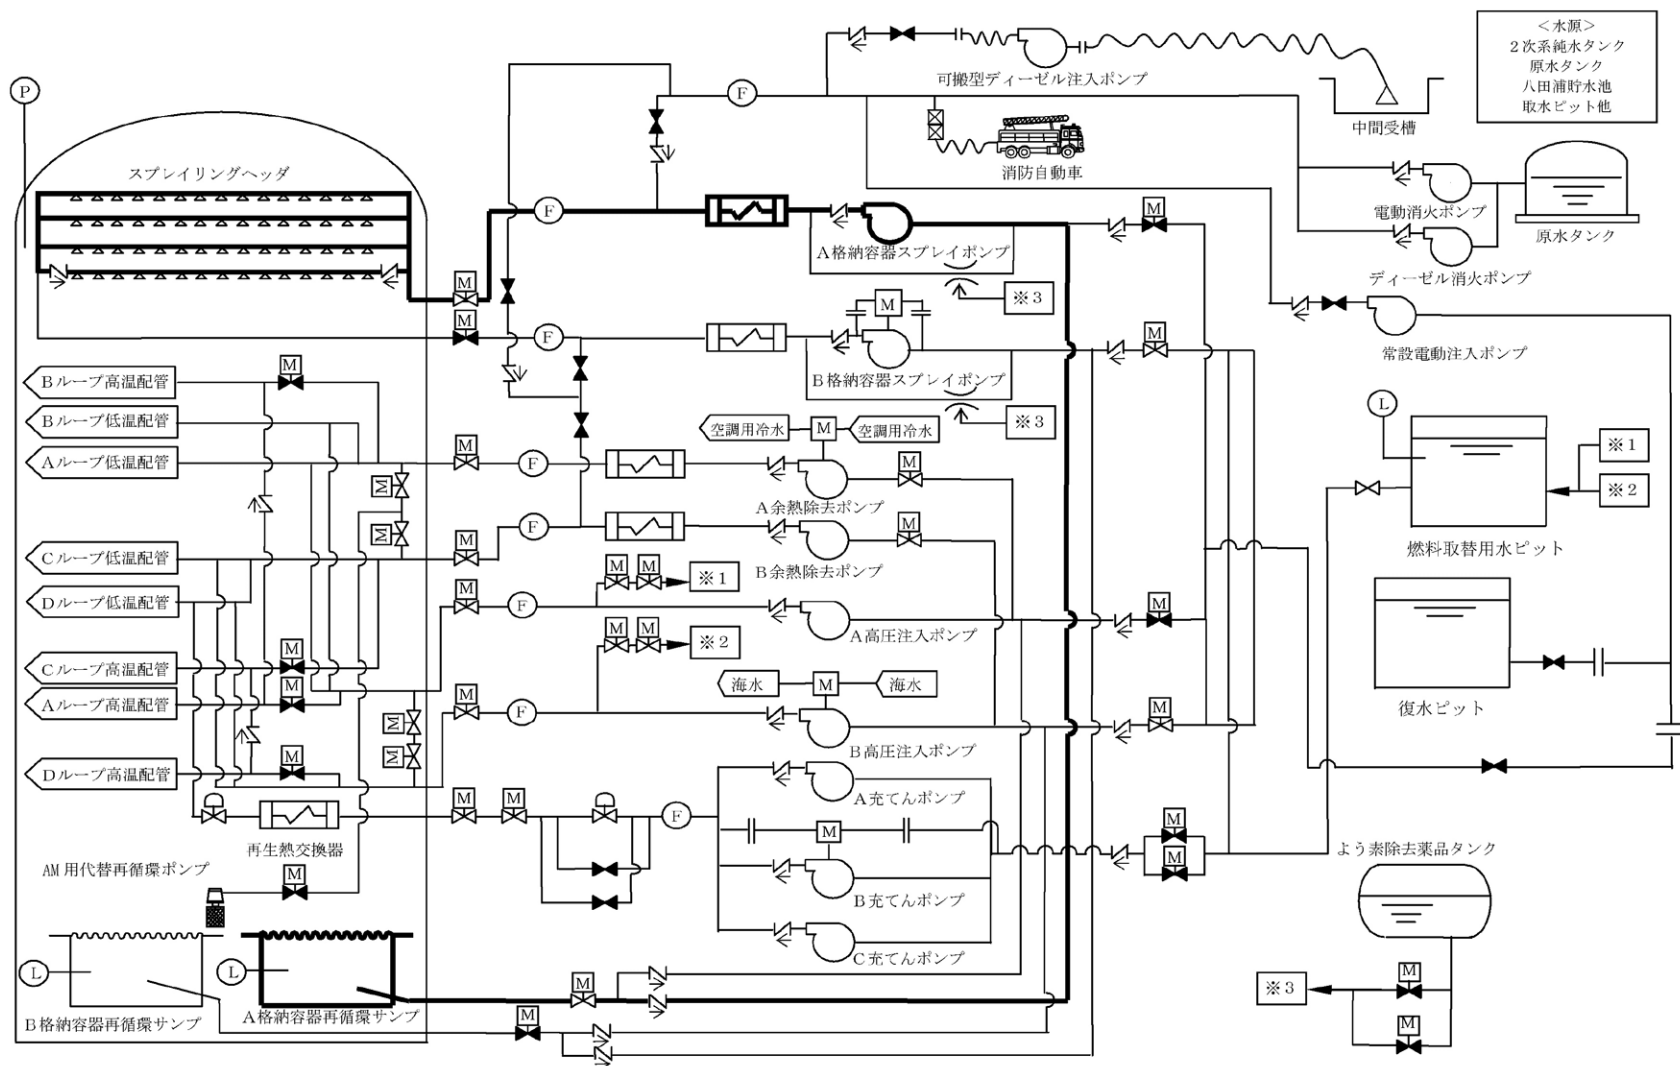 <水源>
2次系純水タンク
原水タンク
八田浦貯水池
取水ピット他
可搬型ディーゼル注入ポンプ
中間受槽
P
F
消防自動車
スプレイリングヘッダ
電動消火ポンプ
原水タンク
ディーゼル消火ポンプ
F
M
A格納容器スプレイポンプ
※3
M
M
F
M
常設電動注入ポンプ
M
B格納容器スプレイポンプ
※3
M
L
Bループ高温配管
M
Bループ低温配管
空調用冷水
M
空調用冷水
※1
※2
Aループ低温配管
M
F
M
M
A余熱除去ポンプ
燃料取替用水ピット
M
Cループ低温配管
M
F
M
B余熱除去ポンプ
Dループ低温配管
M
M
※1
M
F
A高圧注入ポンプ
M
M
M
※2
Cループ高温配管
M
海水
M
海水
Aループ高温配管
M
M
M
F
B高圧注入ポンプ
M
復水ピット
M
Dループ高温配管
M
A充てんポンプ
M
M
F
M
M
M
再生熱交換器
よう素除去薬品タンク
AM用代替再循環ポンプ
M
B充てんポンプ
C充てんポンプ
L
L
M
M
※3
A格納容器再循環サンプ
B格納容器再循環サンプ
M
M